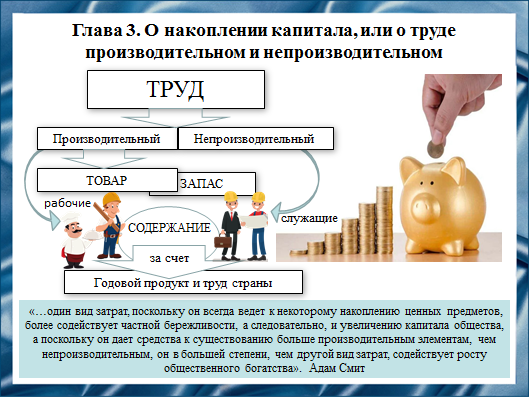 Глава 3. О накоплении капитала, или о труде
производительном и непроизводительном
ТРУД
Производительный
Непроизводительный
ТОВАР
ЗАПАС
рабочие
СОДЕРЖАНИЕ
служащие
за счет
Годовой продукт и труд страны
«…один вид затрат, поскольку он всегда ведет к некоторому накоплению ценных предметов,
более содействует частной бережливости, а следовательно, и увеличению капитала общества,
а поскольку он дает средства к существованию больше производительным элементам, чем
непроизводительным, он в большей степени, чем другой вид затрат, содействует росту
общественного богатства». Адам Смит